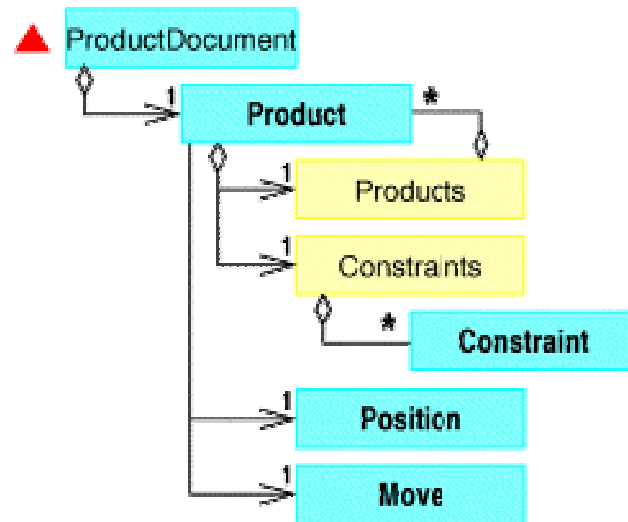 ProductDocument
1
Product
*
1
Products
1
Constraints
*
Constraint
1
Position
1
Move